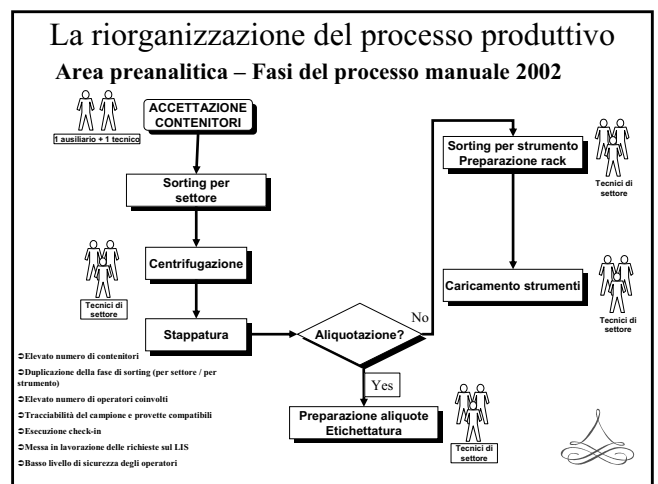 La riorganizzazione del processo produttivo
Area preanalitica – Fasi del processo manuale 2002
ACCETTAZIONE
CONTENITORI
1 ausiliario + 1 tecnico
Sorting per
settore
Centrifugazione
Tecnici di
settore
Stappatura
Aliquotazione?
No
Sorting per strumento
Preparazione rack
Tecnici di
settore
Caricamento strumenti
Tecnici di
settore
Yes
Preparazione aliquote
Etichettatura
Tecnici di
settore
➲Elevato numero di contenitori
➲Duplicazione della fase di sorting (per settore / per
strumento)
➲Elevato numero di operatori coinvolti
➲Tracciabilità del campione e provette compatibili
➲Esecuzione check-in
➲Messa in lavorazione delle richieste sul LIS
➲Basso livello di sicurezza degli operatori